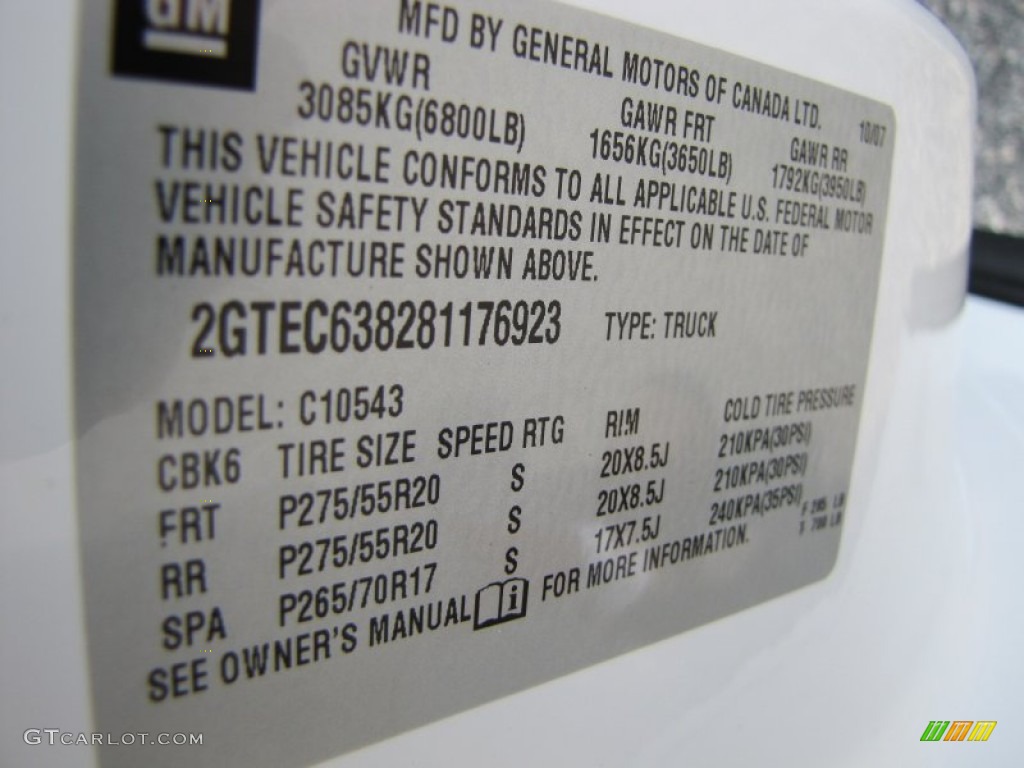 GM
MFD BY GENERAL MOTORS OF CANADA LTD.
10/07
GVWR GAWR FRT GAWR RR
3085KG(6800LB) 1656KG(3650LB) 1792KG(3950LB)
THIS VEHICLE CONFORMS TO ALL APPLICABLE U.S. FEDERAL MOTOR
VEHICLE SAFETY STANDARDS IN EFFECT ON THE DATE OF
MANUFACTURE SHOWN ABOVE.
2GTEC638281176923 TYPE: TRUCK
MODEL: C10543
CBK6 TIRE SIZE SPEED RTG RIM COLD TIRE PRESSURE
FRT P275/55R20 S 20X8.5J 210KPA(30PSI)
RR P275/55R20 S 20X8.5J 210KPA(30PSI)
SPA P265/70R17 S 17X7.5J 240KPA(35PSI)
F 285 LB
T 700 LB
SEE OWNER'S MANUAL i FOR MORE INFORMATION.
GTCARLOT.COM